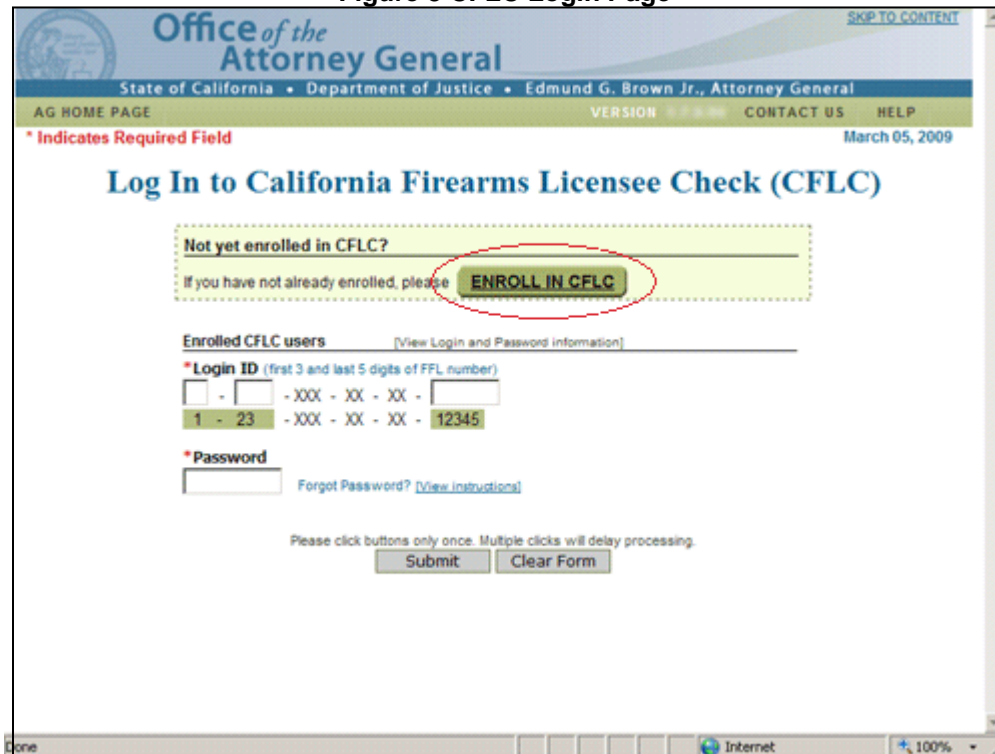 SKIP TO CONTENT
Office of the
Attorney General
State of California • Department of Justice • Edmund G. Brown Jr., Attorney General
AG HOME PAGE VERSION CONTACT US HELP
* Indicates Required Field March 05, 2009
Log In to California Firearms Licensee Check (CFLC)
Not yet enrolled in CFLC?
If you have not already enrolled, please ENROLL IN CFLC
Enrolled CFLC users [View Login and Password information]
*Login ID (first 3 and last 5 digits of FFL number)
- - XXX - XX - XX -
1 - 23 - XXX - XX - XX - 12345
*Password
Forgot Password? [View instructions]
Please click buttons only once. Multiple clicks will delay processing.
Submit Clear Form
Done Internet 100%